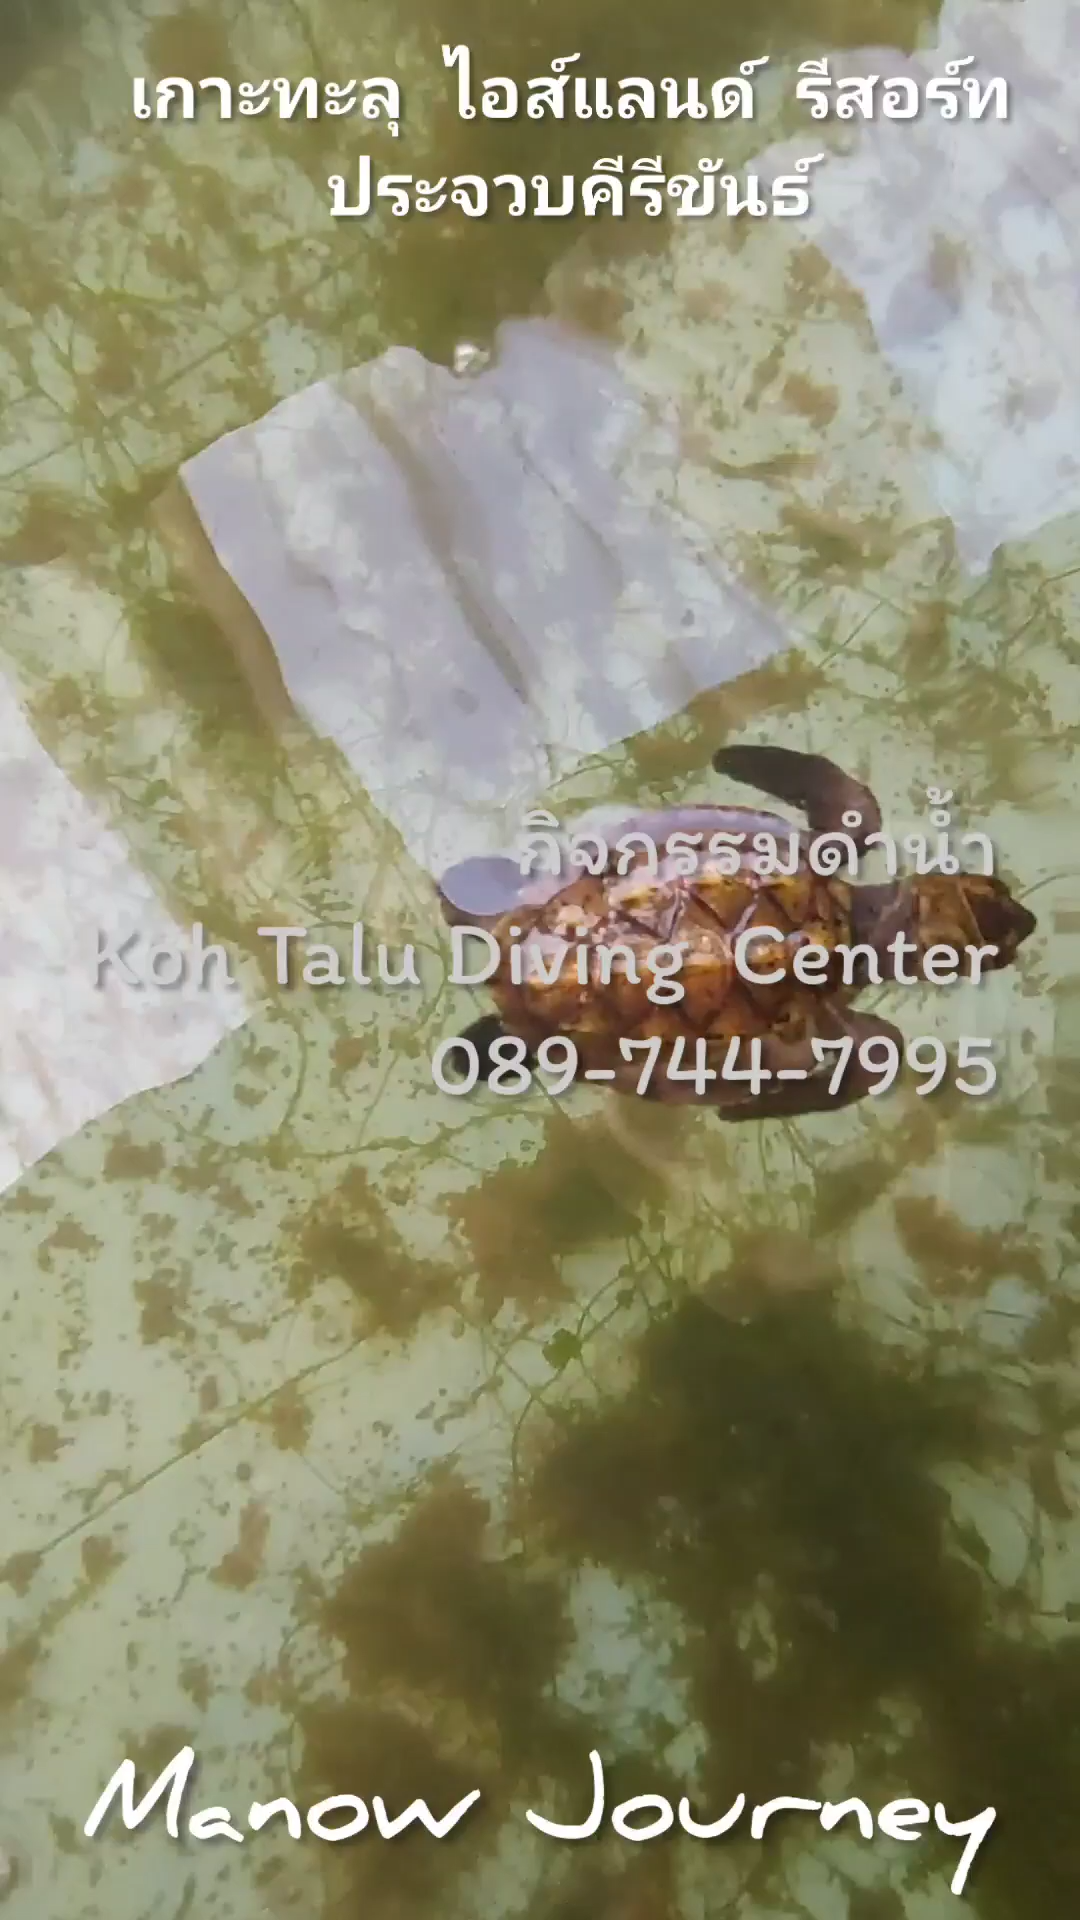 เกาะทะลุ ไอส์แลนด์ รีสอร์ท
ประจวบคีรีขันธ์
กิจกรรมดำน้ำ
Koh Talu Diving Center
089-744-7995
Manow Journey